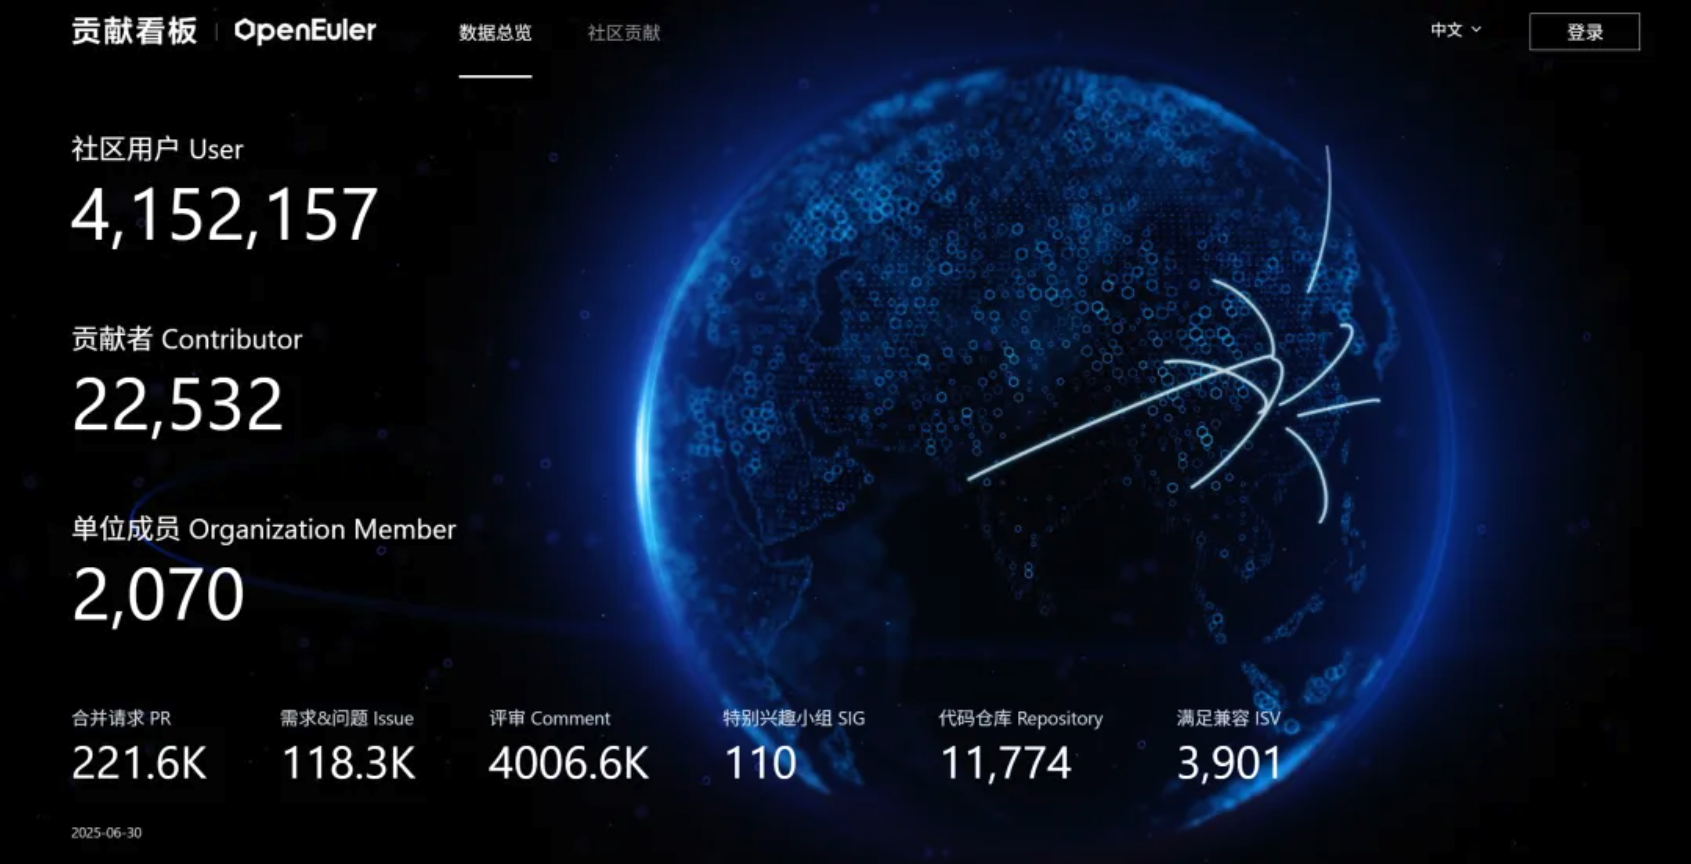 贡献看板 | OpenEuler 数据总览 社区贡献 中文 登录
社区用户 User
4,152,157
贡献者 Contributor
22,532
单位成员 Organization Member
2,070
合并请求 PR 需求&问题 Issue 评审 Comment 特别兴趣小组 SIG 代码仓库 Repository 满足兼容 ISV
221.6K 118.3K 4006.6K 110 11,774 3,901
2025-06-30